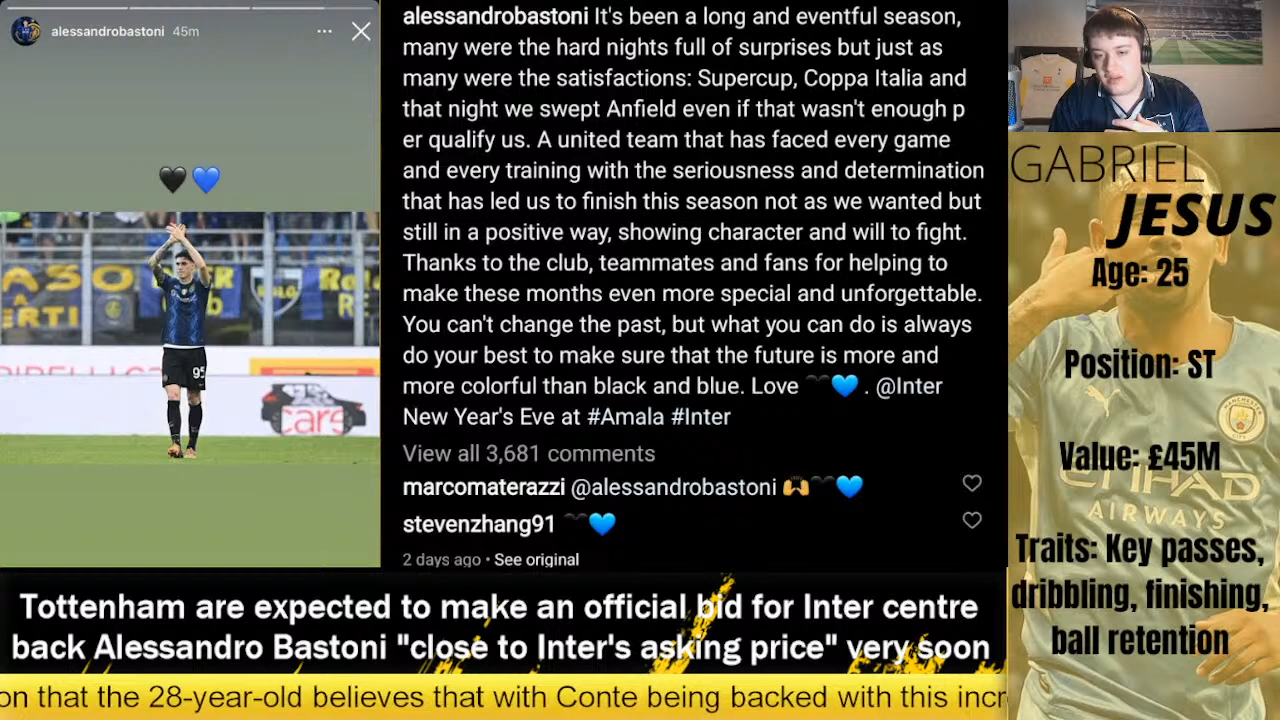 alessandrobastoni 45m
95
cars
alessandrobastoni It's been a long and eventful season,
many were the hard nights full of surprises but just as
many were the satisfactions: Supercup, Coppa Italia and
that night we swept Anfield even if that wasn't enough p
er qualify us. A united team that has faced every game
and every training with the seriousness and determination
that has led us to finish this season not as we wanted but
still in a positive way, showing character and will to fight.
Thanks to the club, teammates and fans for helping to
make these months even more special and unforgettable.
You can't change the past, but what you can do is always
do your best to make sure that the future is more and
more colorful than black and blue. Love 🖤💙 . @Inter
New Year's Eve at #Amala #Inter
View all 3,681 comments
marcomaterazzi @alessandrobastoni 🙌🖤💙
stevenzhang91 🖤💙
2 days ago • See original
GABRIEL
JESUS
Age: 25
Position: ST
Value: £45M
ETIHAD
AIRWAYS
Traits: Key passes,
dribbling, finishing,
ball retention
Tottenham are expected to make an official bid for Inter centre
back Alessandro Bastoni "close to Inter's asking price" very soon
on that the 28-year-old believes that with Conte being backed with this incr